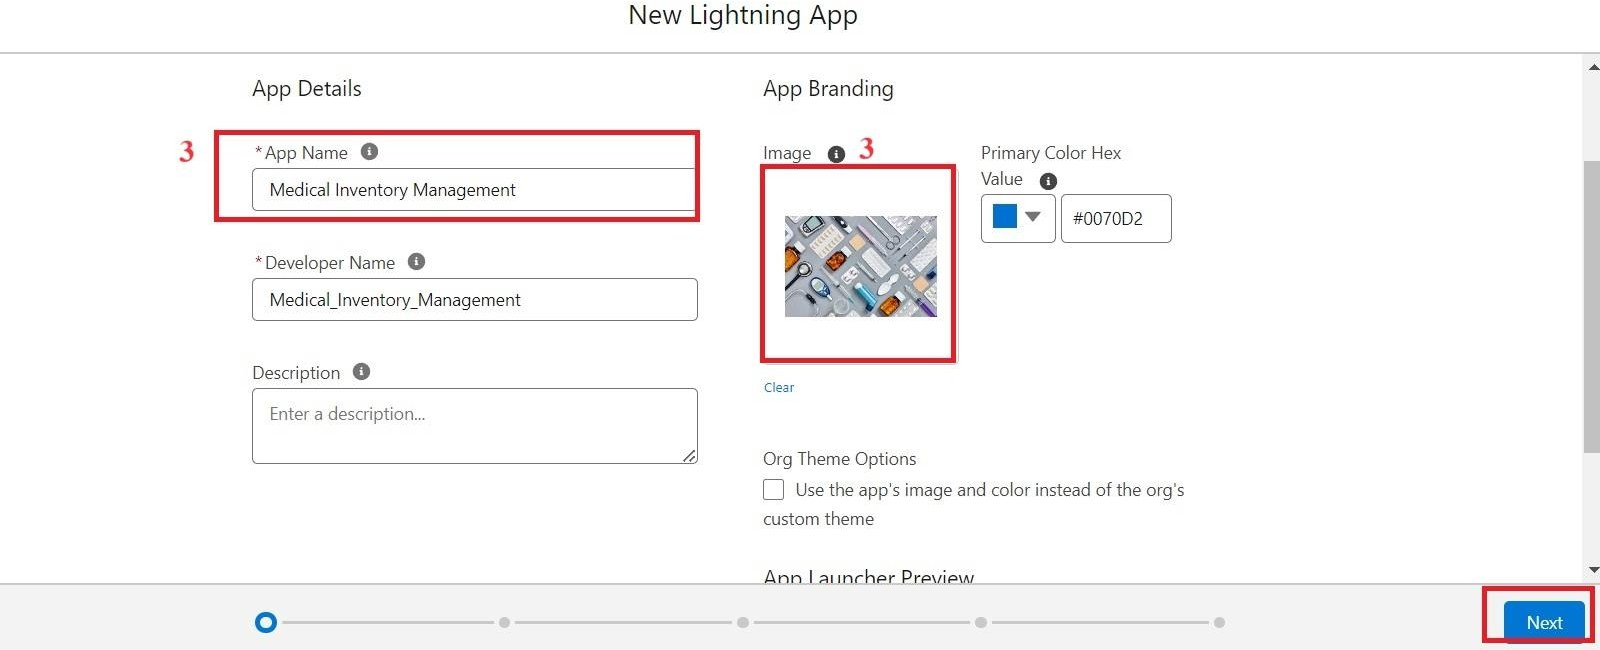 New Lightning App
App Details
3
*App Name
Medical Inventory Management
*Developer Name
Medical_Inventory_Management
Description
Enter a description...
App Branding
Image
3
Clear
Primary Color Hex
Value
#0070D2
Org Theme Options
Use the app's image and color instead of the org's
custom theme
App Launcher Preview
Next